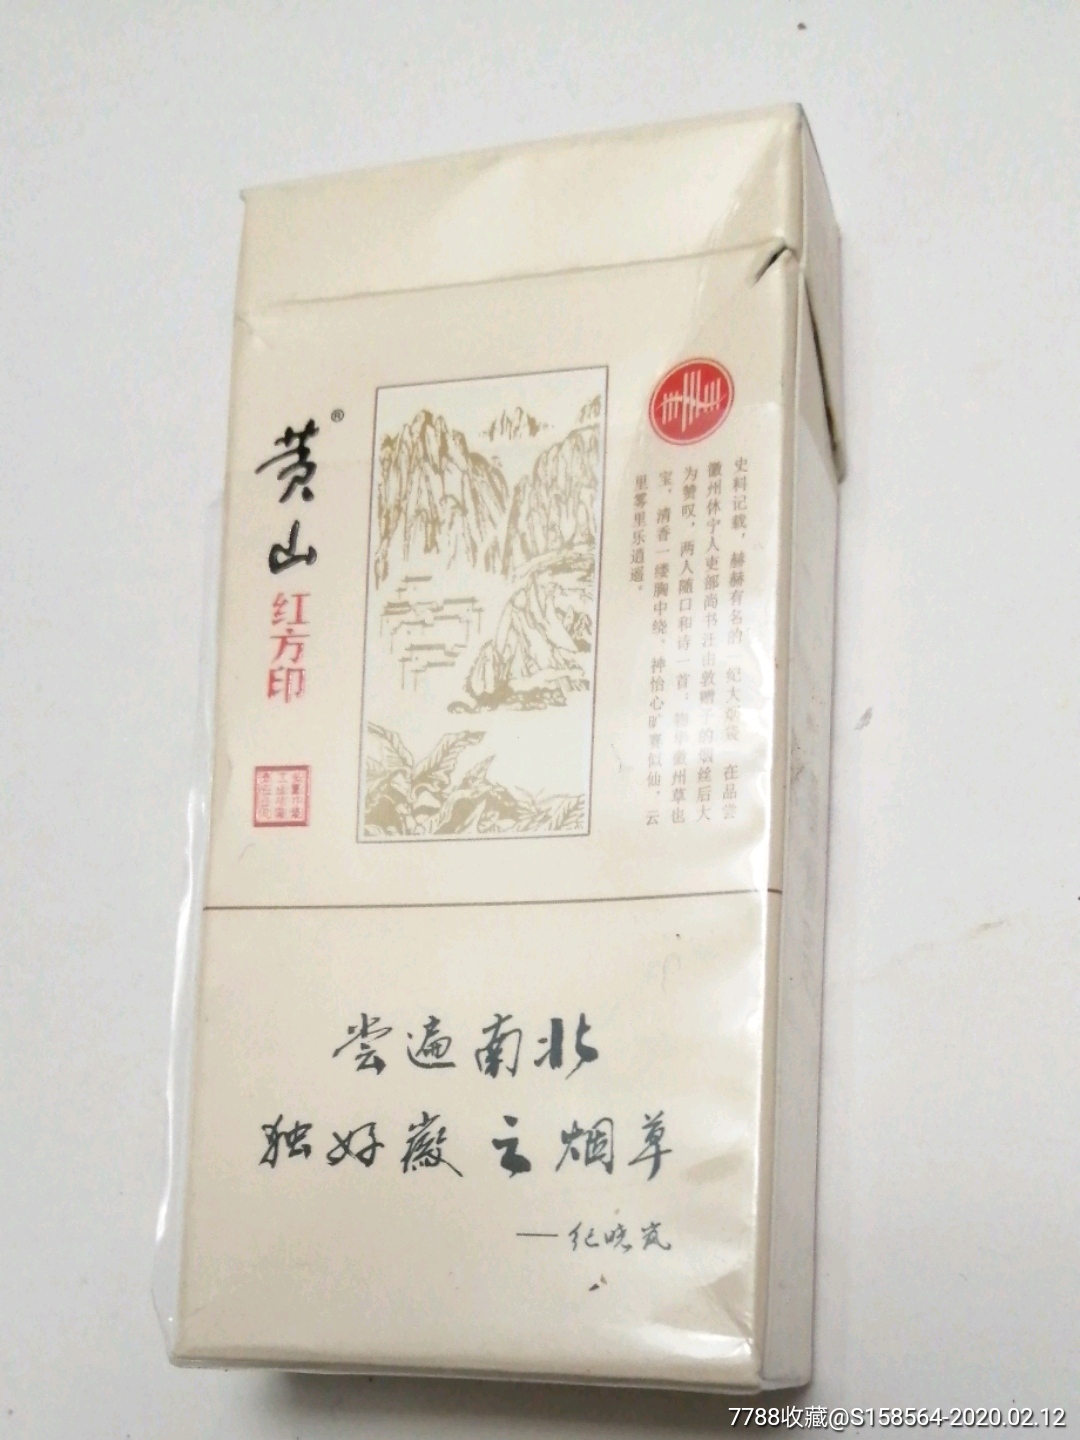 黄山®
红方印
史料记载，赫赫有名的“纪大烟袋”在品尝
徽州休宁人吏部尚书汪由敦赠予的烟丝后大
为赞叹，两人随口和诗一首：物华徽州草也
宝，清香一缕胸中绕。神怡心旷赛似仙，云
里雾里乐逍遥。
尝遍南北
独好徽云烟草
——纪晓岚
7788收藏@S158564-2020.02.12